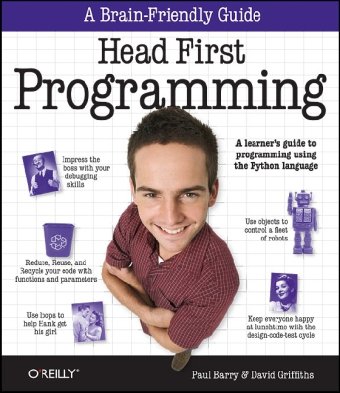 A Brain-Friendly Guide
Head First
Programming
A learner's guide to
programming using
the Python language
Impress the
boss with your
debugging
skills
Use objects to
control a fleet
of robots
Reduce, Reuse, and
Recycle your code with
functions and parameters
Use loops to
help Hank get
his girl
Keep everyone happy
at lunchtime with the
design-code-test cycle
O'REILLY®
Paul Barry & David Griffiths